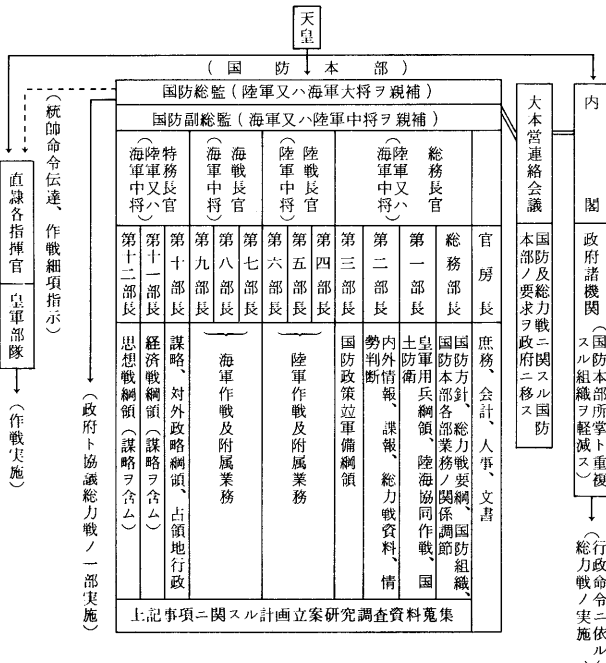 天皇
（国防本部）
国防総監（陸軍又ハ海軍大将ヲ親補）
国防副総監（海軍又ハ陸軍中将ヲ親補）
内閣
政府諸機関
（国防本部所掌ト重複
スル組織ヲ軽減ス）
（行政命令ニ依ル
総力戦ノ実施）
大本営連絡会議
国防及総力戦ニ関スル国防
本部ノ要求ヲ政府ニ移ス
官房長
庶務、会計、人事、文書
総務長官
（陸軍又ハ
海軍中将）
総務部長
国防方針、総力戦要綱、国防組織、
国防本部各部業務ノ関係調節
第一部長
皇軍用兵綱領、陸海協同作戦、国
土防衛
第二部長
内外情報、諜報、総力戦資料、情
勢判断
第三部長
国防政策竝軍備綱領
陸戦長官
（陸軍中将）
第四部長
第五部長
第六部長
陸軍作戦及附属業務
海戦長官
（海軍中将）
第七部長
第八部長
第九部長
海軍作戦及附属業務
特務長官
（陸軍又ハ
海軍中将）
第十部長
謀略、対外政略綱領、占領地行政
第十一部長
経済戦綱領（謀略ヲ含ム）
第十二部長
思想戦綱領（謀略ヲ含ム）
上記事項ニ関スル計画立案研究調査資料蒐集
（政府ト協議総力戦ノ一部実施）
（統帥命令伝達、作戦細項指示）
直隷各指揮官
皇軍部隊
（作戦実施）